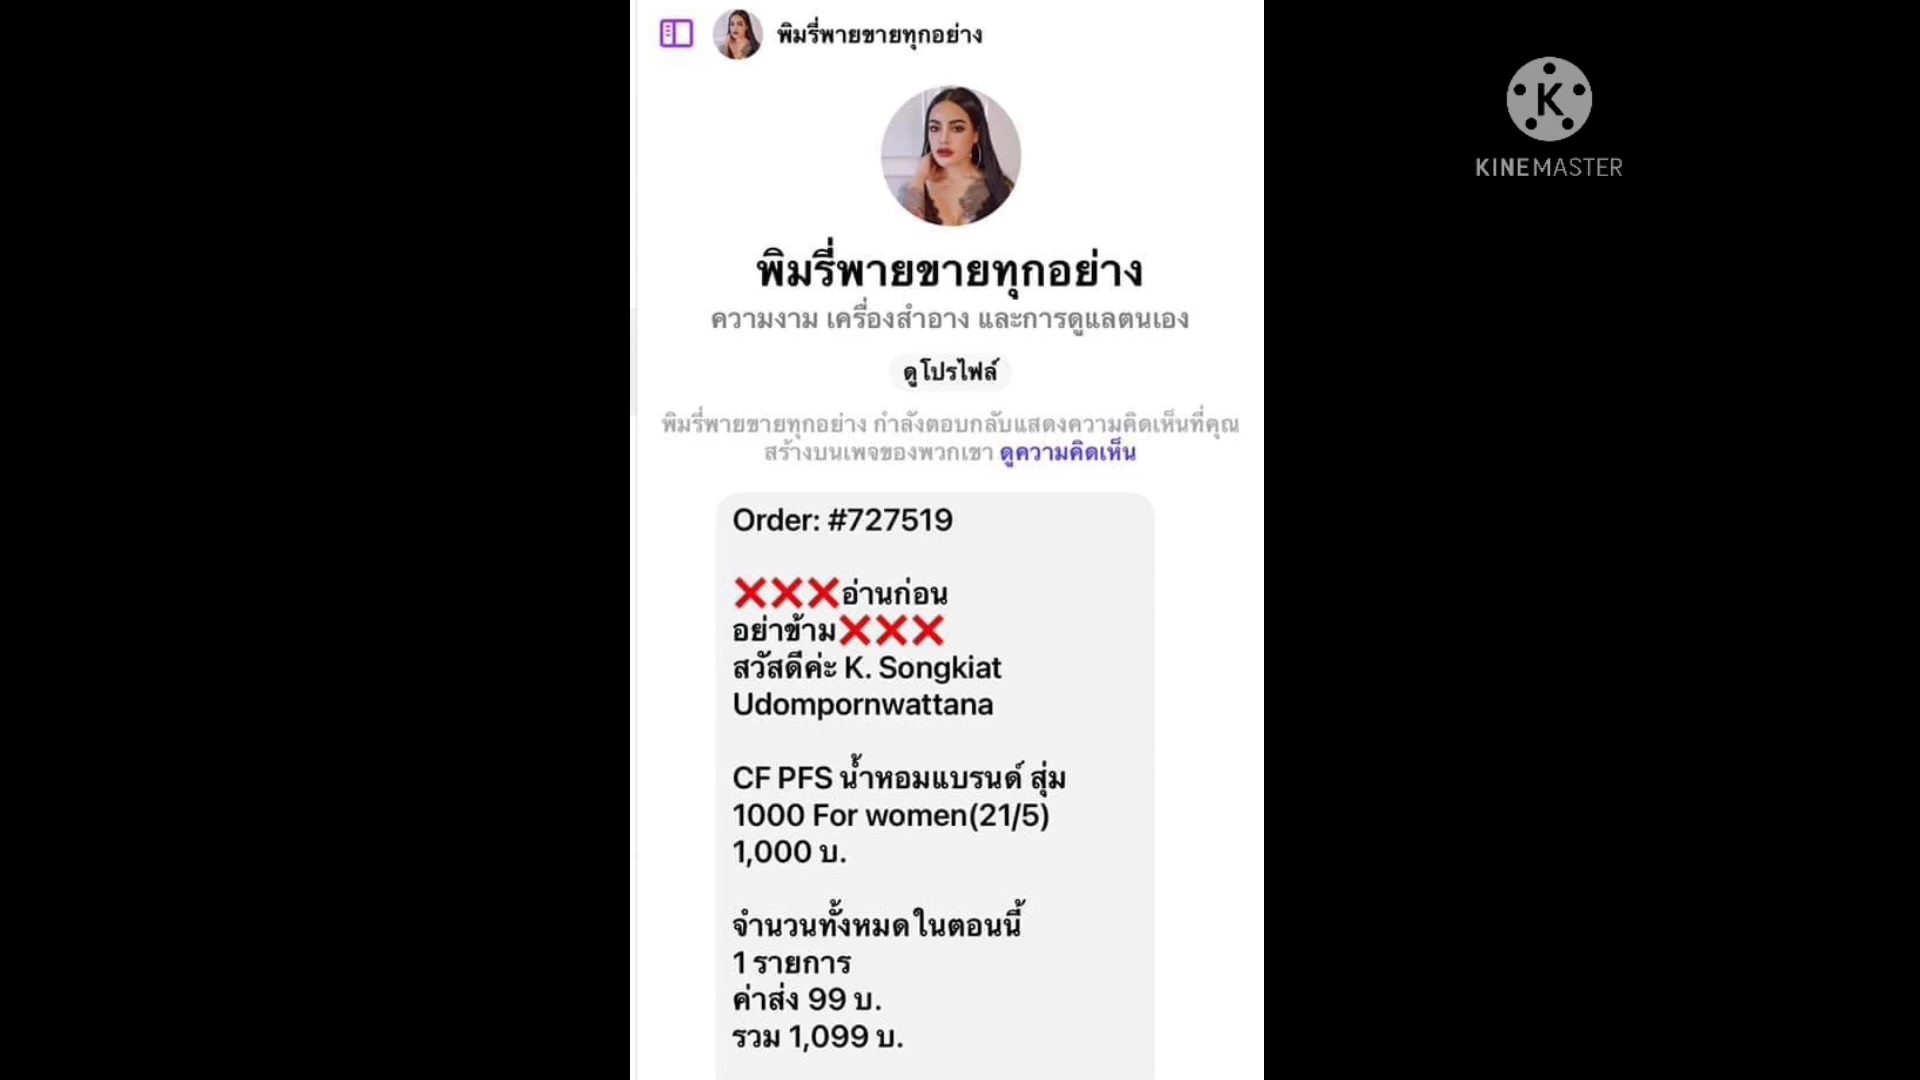 พิมรี่พายขายทุกอย่าง
K
KINEMASTER
พิมรี่พายขายทุกอย่าง
ความงาม เครื่องสำอาง และการดูแลตนเอง
ดูโปรไฟล์
พิมรี่พายขายทุกอย่าง กำลังตอบกลับแสดงความคิดเห็นที่คุณ
สร้างบนเพจของพวกเขา ดูความคิดเห็น
Order: #727519
❌❌❌อ่านก่อน
อย่าข้าม❌❌❌
สวัสดีค่ะ K. Songkiat
Udompornwattana
CF PFS น้ำหอมแบรนด์ สุ่ม
1000 For women(21/5)
1,000 บ.
จำนวนทั้งหมดในตอนนี้
1 รายการ
ค่าส่ง 99 บ.
รวม 1,099 บ.